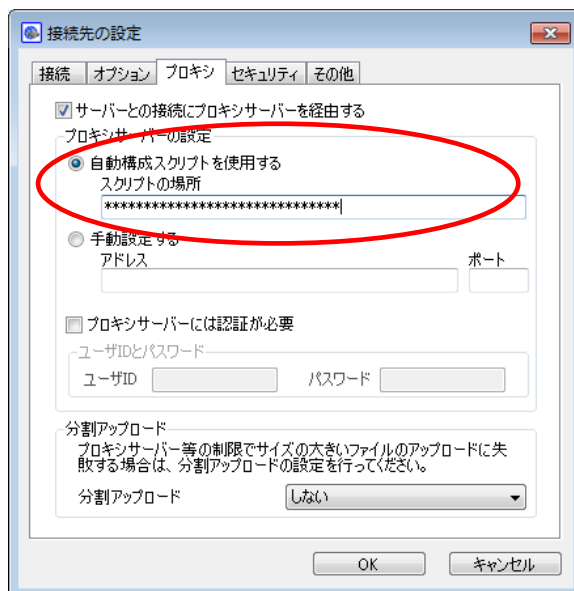 接続先の設定
接続 オプション プロキシ セキュリティ その他
サーバーとの接続にプロキシサーバーを経由する
プロキシサーバーの設定
自動構成スクリプトを使用する
スクリプトの場所
******************************
手動設定する
アドレス ポート
プロキシサーバーには認証が必要
ユーザIDとパスワード
ユーザID パスワード
分割アップロード
プロキシサーバー等の制限でサイズの大きいファイルのアップロードに失
敗する場合は、分割アップロードの設定を行ってください。
分割アップロード しない
OK キャンセル